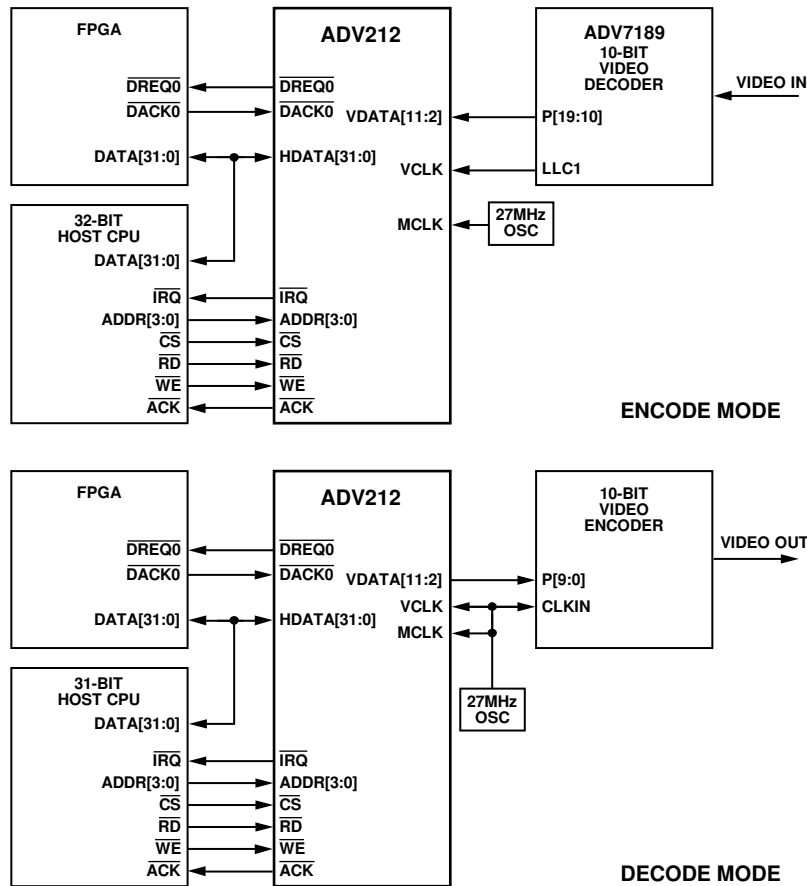 FPGA
DREQ0
DACK0
DATA[31:0]
32-BIT
HOST CPU
DATA[31:0]
IRQ
ADDR[3:0]
CS
RD
WE
ACK
ADV212
DREQ0
DACK0
HDATA[31:0]
IRQ
ADDR[3:0]
CS
RD
WE
ACK
VDATA[11:2]
VCLK
MCLK
ADV7189
10-BIT
VIDEO
DECODER
P[19:10]
LLC1
VIDEO IN
27MHz
OSC
ENCODE MODE
FPGA
DREQ0
DACK0
DATA[31:0]
31-BIT
HOST CPU
DATA[31:0]
IRQ
ADDR[3:0]
CS
RD
WE
ACK
ADV212
DREQ0
DACK0
HDATA[31:0]
IRQ
ADDR[3:0]
CS
RD
WE
ACK
VDATA[11:2]
VCLK
MCLK
10-BIT
VIDEO
ENCODER
P[9:0]
CLKIN
VIDEO OUT
27MHz
OSC
DECODE MODE